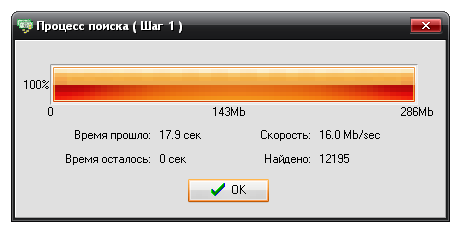 Процесс поиска ( Шаг 1 )
100%
0 143Mb 286Mb
Время прошло: 17.9 сек Скорость: 16.0 Mb/sec
Время осталось: 0 сек Найдено: 12195
OK